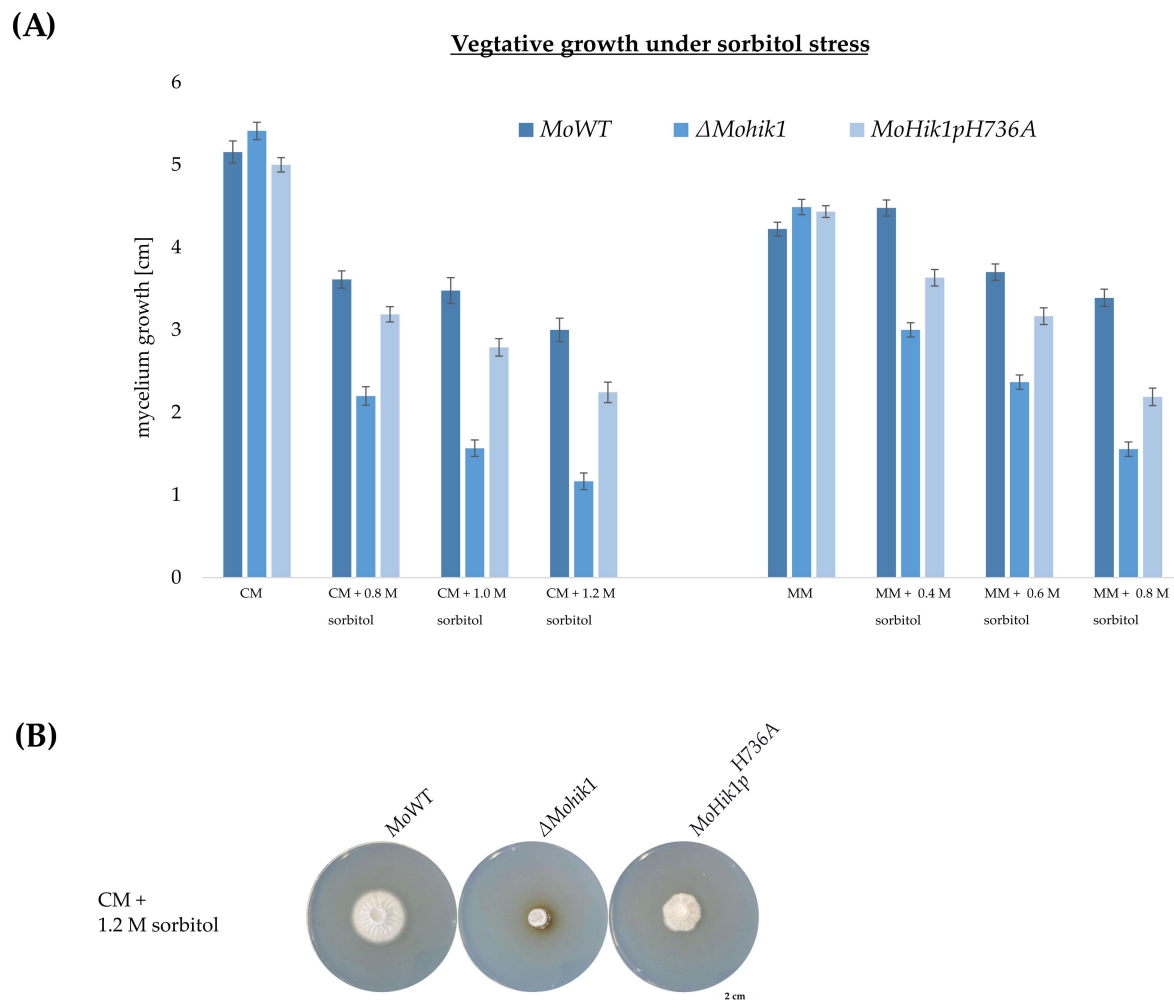 (A)
Vegtative growth under sorbitol stress
MoWT
ΔMohik1
MoHik1pH736A
mycelium growth [cm]
6
5
4
3
2
1
0
CM
CM + 0.8 M
sorbitol
CM + 1.0 M
sorbitol
CM + 1.2 M
sorbitol
MM
MM + 0.4 M
sorbitol
MM + 0.6 M
sorbitol
MM + 0.8 M
sorbitol
(B)
MoWT
ΔMohik1
MoHik1p H736A
CM +
1.2 M sorbitol
2 cm